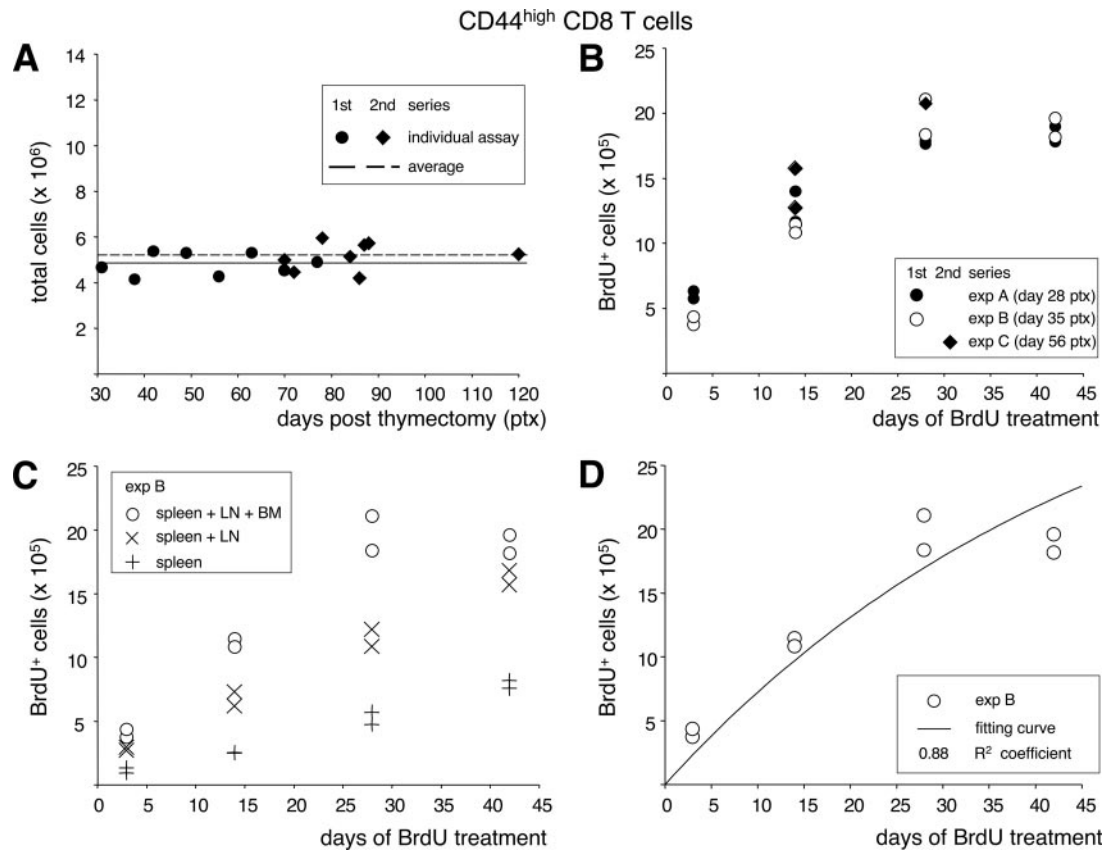 CD44high CD8 T cells
A
14
12
10
8
6
4
2
total cells (x 10⁶)
1st 2nd series
individual assay
average
30 40 50 60 70 80 90 100 110 120
days post thymectomy (ptx)
B
25
20
15
10
5
BrdU⁺ cells (x 10⁵)
1st 2nd series
exp A (day 28 ptx)
exp B (day 35 ptx)
exp C (day 56 ptx)
0 5 10 15 20 25 30 35 40 45
days of BrdU treatment
C
25
20
15
10
5
BrdU⁺ cells (x 10⁵)
exp B
spleen + LN + BM
spleen + LN
spleen
0 5 10 15 20 25 30 35 40 45
days of BrdU treatment
D
25
20
15
10
5
BrdU⁺ cells (x 10⁵)
exp B
fitting curve
0.88 R² coefficient
0 5 10 15 20 25 30 35 40 45
days of BrdU treatment